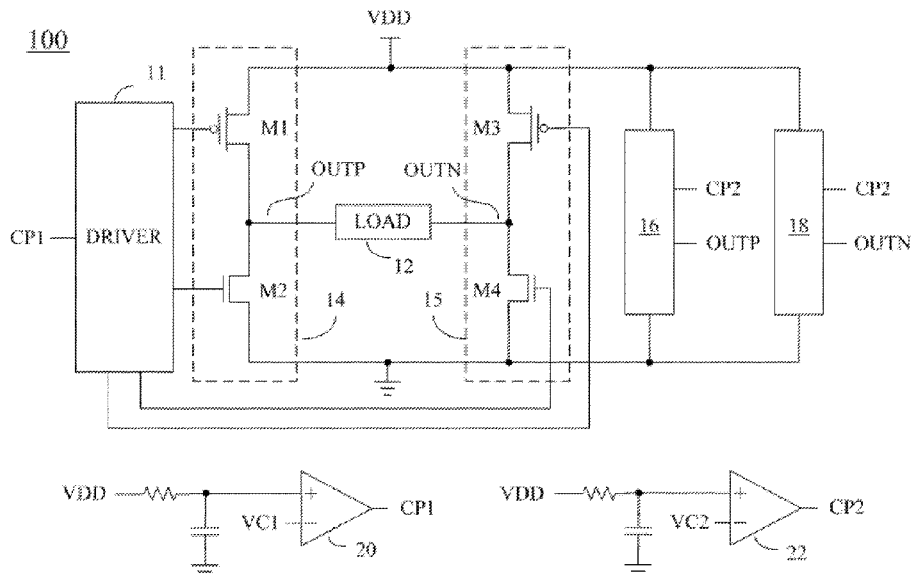 100
VDD
11
M1
M3
OUTP
OUTN
CP2
CP2
CP1
DRIVER
LOAD
16
OUTP
18
OUTN
12
M2
14
15
M4
VDD
CP1
VC1
20
VDD
CP2
VC2
22